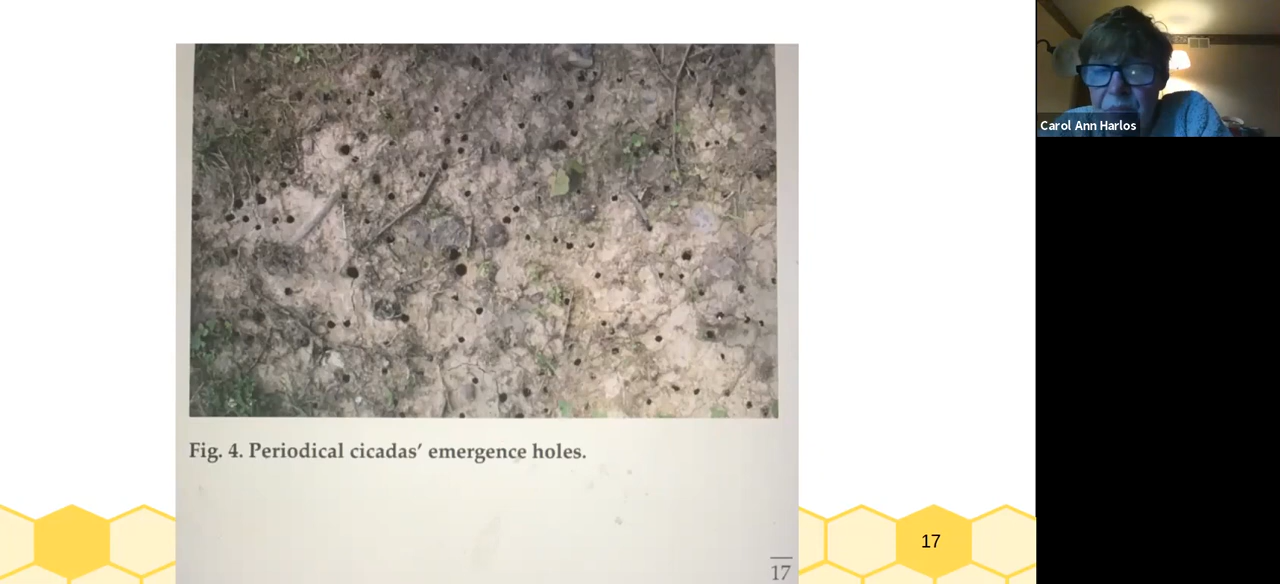 Carol Ann Harlos
Fig. 4. Periodical cicadas’ emergence holes.
17
17